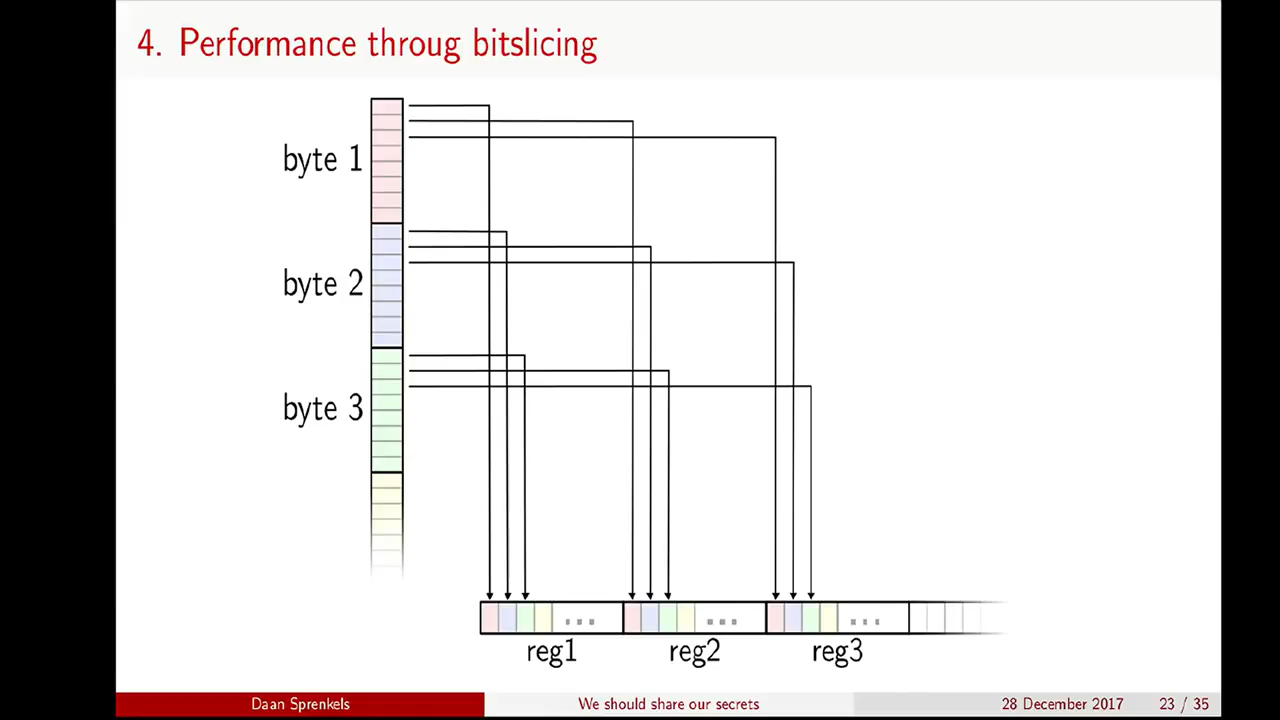 4. Performance throug bitslicing
byte 1
byte 2
byte 3
...
...
...
reg1
reg2
reg3
Daan Sprenkels
We should share our secrets
28 December 2017
23 / 35